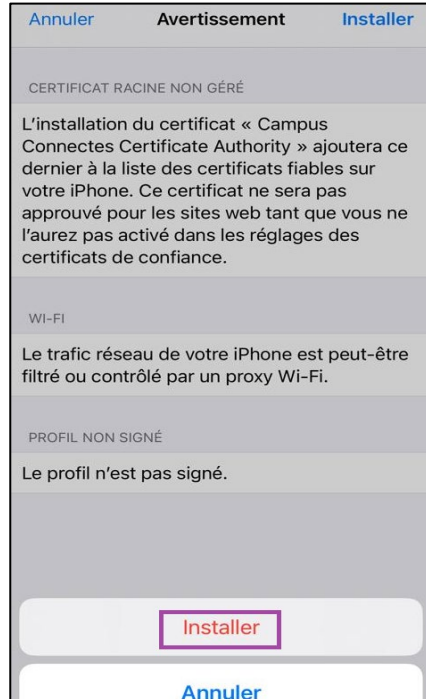 Annuler Avertissement Installer
CERTIFICAT RACINE NON GÉRÉ
L'installation du certificat « Campus
Connectes Certificate Authority » ajoutera ce
dernier à la liste des certificats fiables sur
votre iPhone. Ce certificat ne sera pas
approuvé pour les sites web tant que vous ne
l'aurez pas activé dans les réglages des
certificats de confiance.
WI-FI
Le trafic réseau de votre iPhone est peut-être
filtré ou contrôlé par un proxy Wi-Fi.
PROFIL NON SIGNÉ
Le profil n'est pas signé.
Installer
Annuler